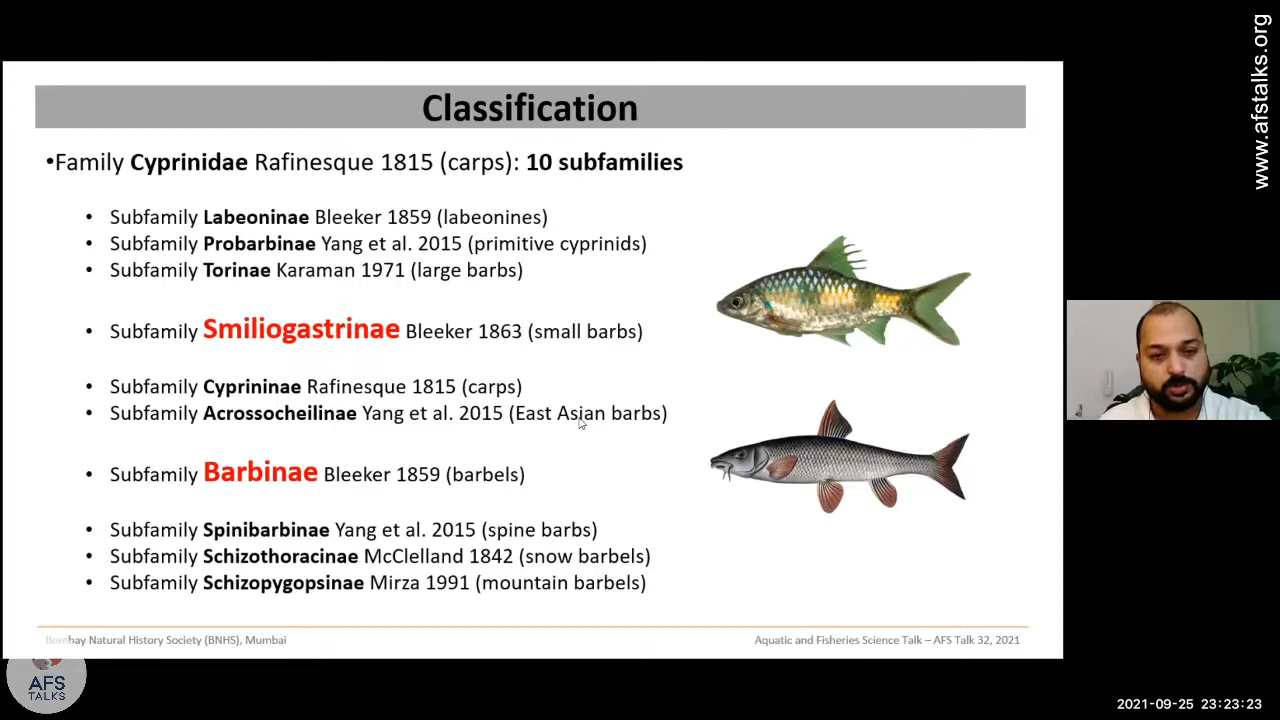 Classification
•Family Cyprinidae Rafinesque 1815 (carps): 10 subfamilies
• Subfamily Labeoninae Bleeker 1859 (labeonines)
• Subfamily Probarbinae Yang et al. 2015 (primitive cyprinids)
• Subfamily Torinae Karaman 1971 (large barbs)
• Subfamily Smiliogastrinae Bleeker 1863 (small barbs)
• Subfamily Cyprininae Rafinesque 1815 (carps)
• Subfamily Acrossocheilinae Yang et al. 2015 (East Asian barbs)
• Subfamily Barbinae Bleeker 1859 (barbels)
• Subfamily Spinibarbinae Yang et al. 2015 (spine barbs)
• Subfamily Schizothoracinae McClelland 1842 (snow barbels)
• Subfamily Schizopygopsinae Mirza 1991 (mountain barbels)
Bombay Natural History Society (BNHS), Mumbai
Aquatic and Fisheries Science Talk – AFS Talk 32, 2021
AFS
TALKS
www.afstalks.org
2021-09-25 23:23:23